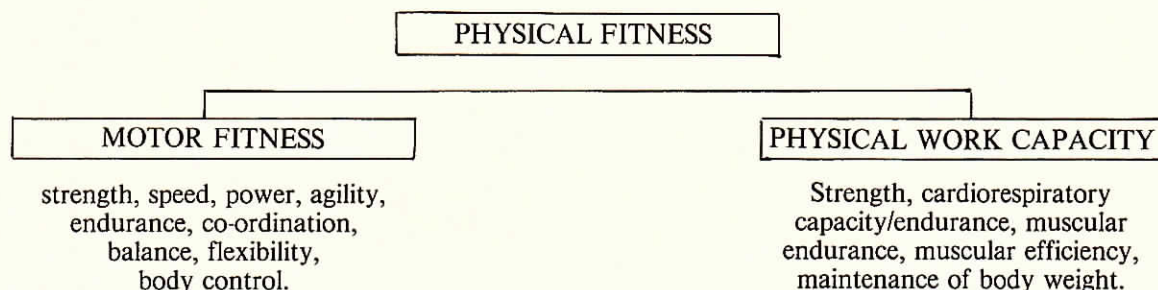 PHYSICAL FITNESS
MOTOR FITNESS
strength, speed, power, agility,
endurance, co-ordination,
balance, flexibility,
body control.
PHYSICAL WORK CAPACITY
Strength, cardiorespiratory
capacity/endurance, muscular
endurance, muscular efficiency,
maintenance of body weight.